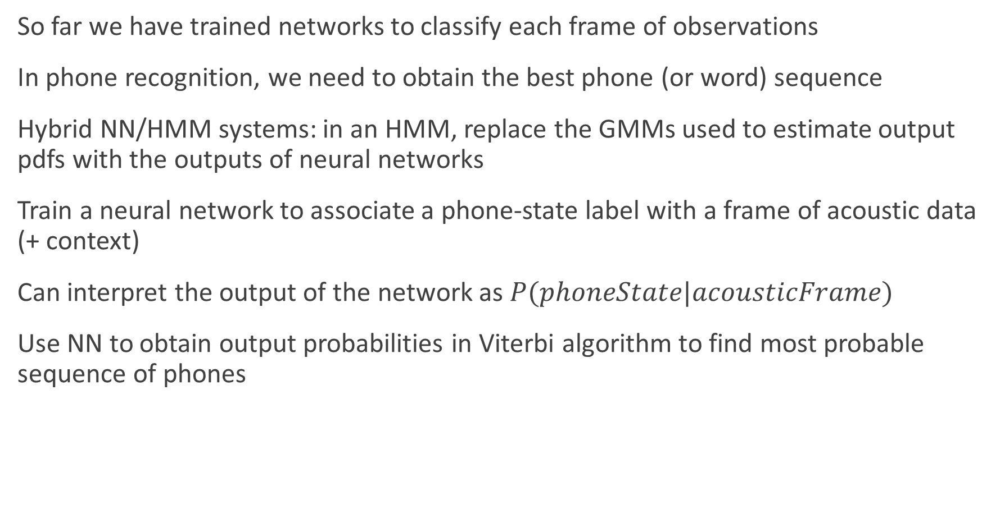 So far we have trained networks to classify each frame of observations
In phone recognition, we need to obtain the best phone (or word) sequence
Hybrid NN/HMM systems: in an HMM, replace the GMMs used to estimate output
pdfs with the outputs of neural networks
Train a neural network to associate a phone-state label with a frame of acoustic data
(+ context)
Can interpret the output of the network as P(phoneState|acousticFrame)
Use NN to obtain output probabilities in Viterbi algorithm to find most probable
sequence of phones